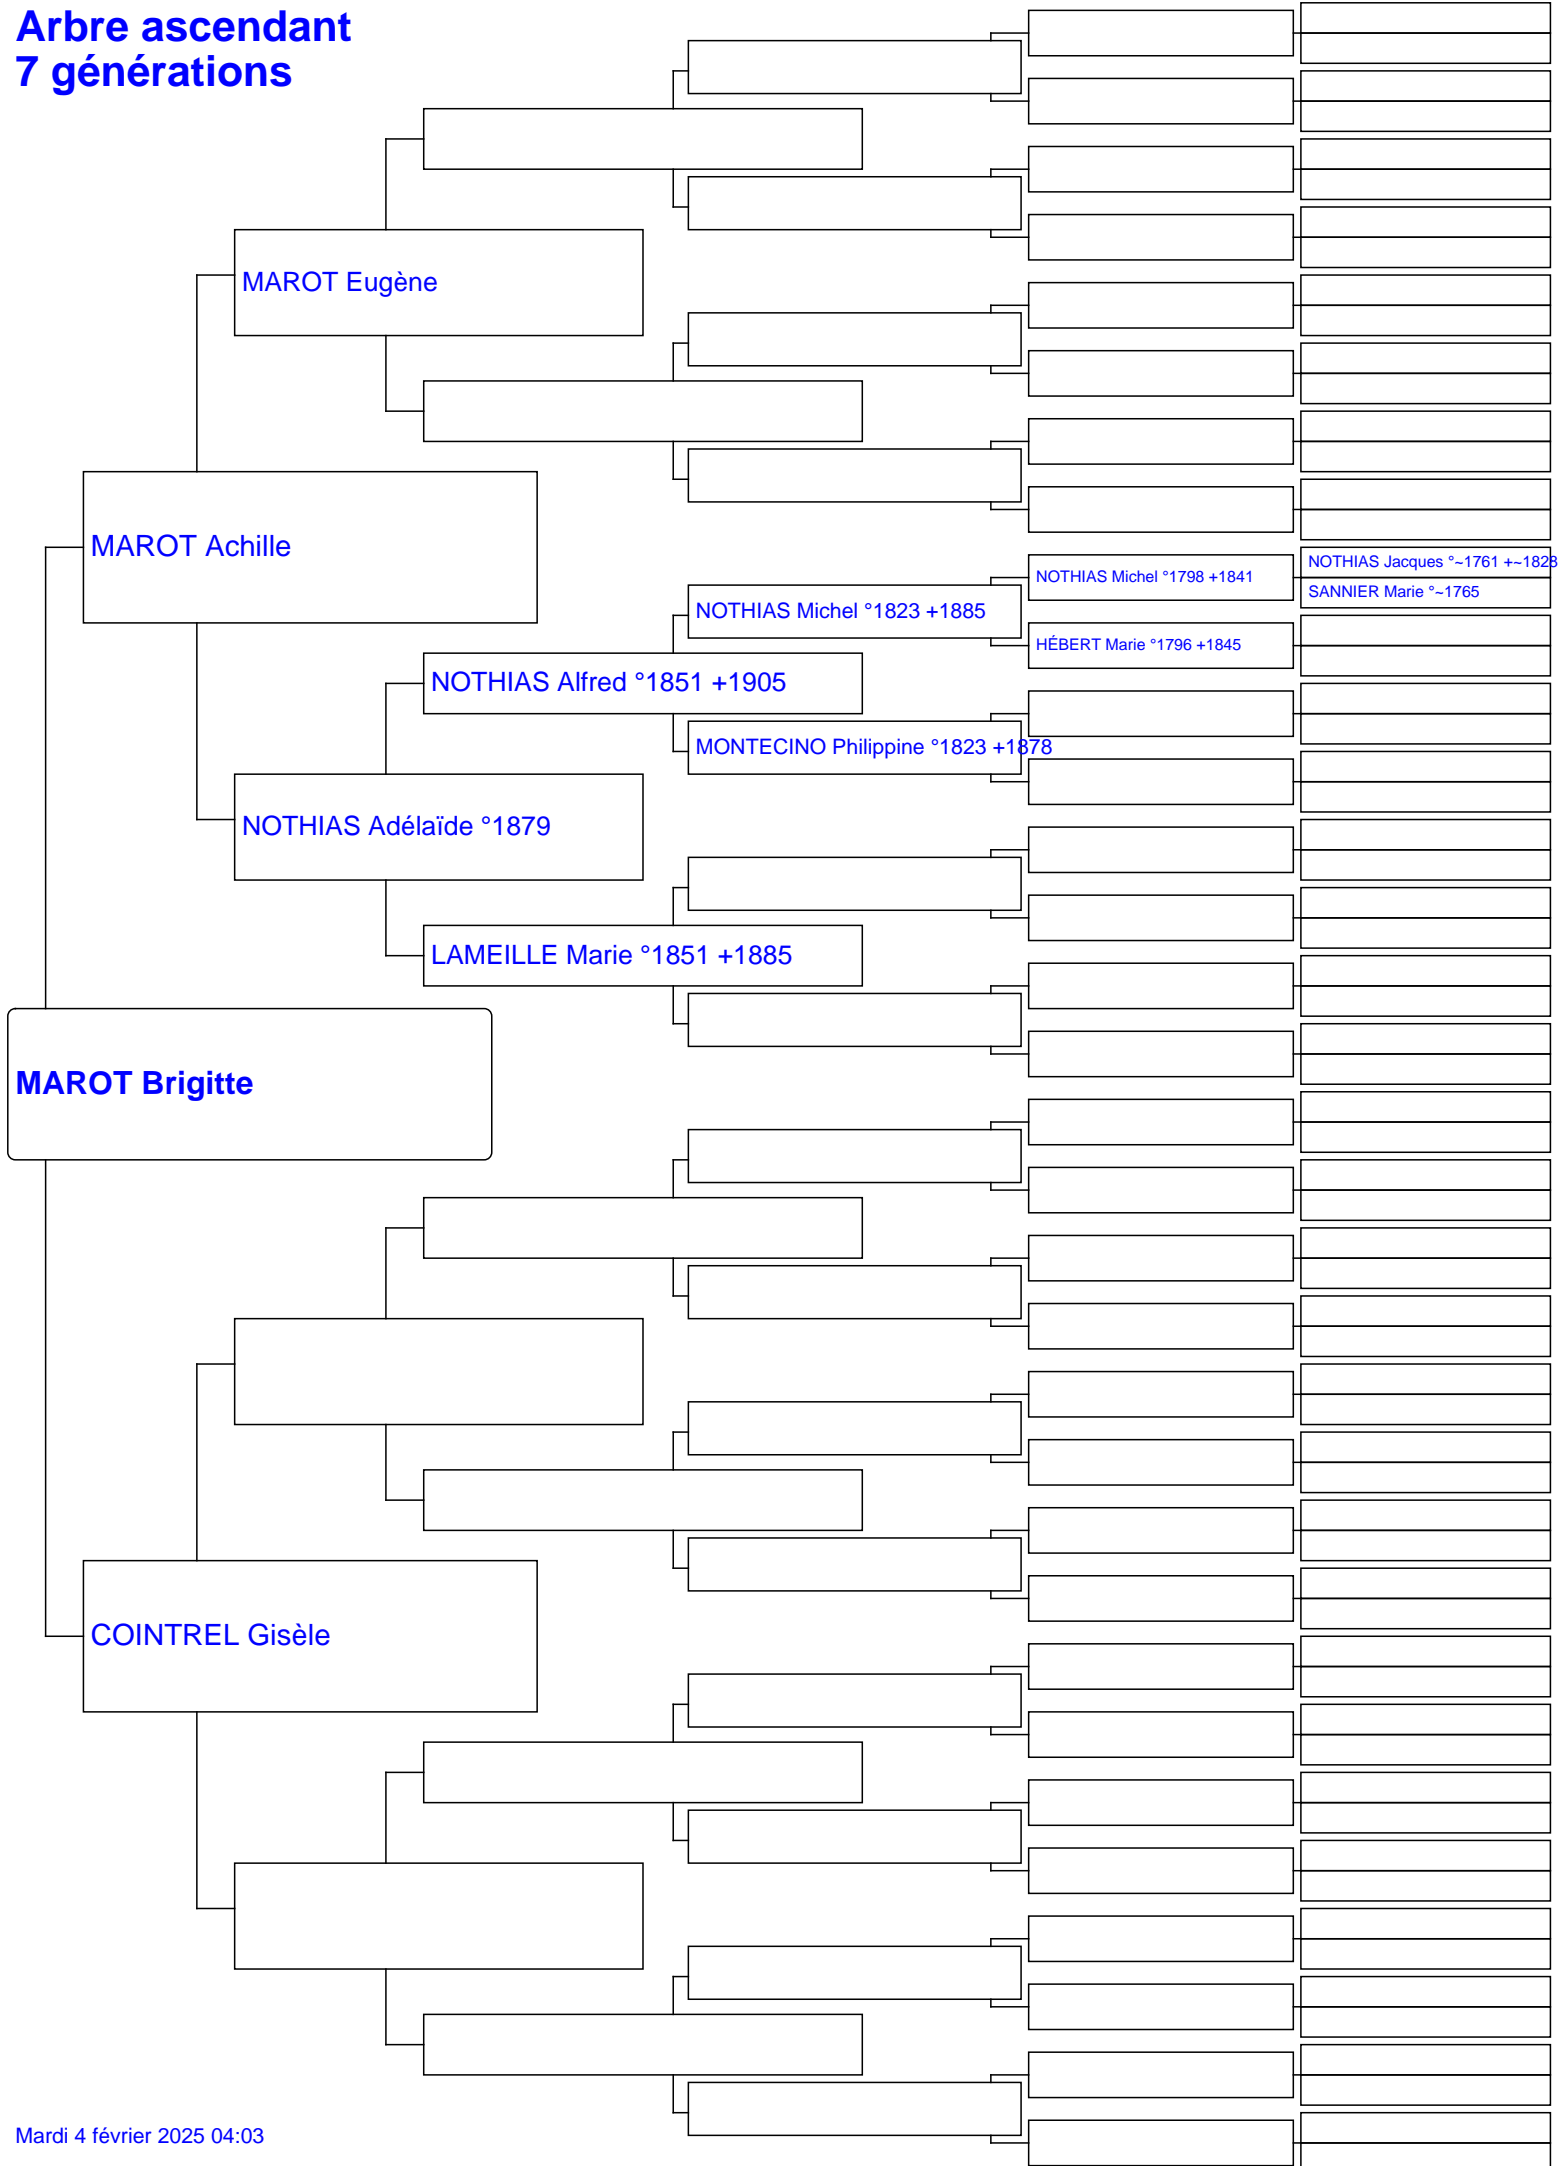 Arbre ascendant
7 générations
MAROT Eugène
MAROT Achille
NOTHIAS Jacques °~1761 +~1828
NOTHIAS Michel °1798 +1841
SANNIER Marie °~1765
NOTHIAS Michel °1823 +1885
HÉBERT Marie °1796 +1845
NOTHIAS Alfred °1851 +1905
MONTECINO Philippine °1823 +1878
NOTHIAS Adélaïde °1879
LAMEILLE Marie °1851 +1885
MAROT Brigitte
COINTREL Gisèle
Mardi 4 février 2025 04:03